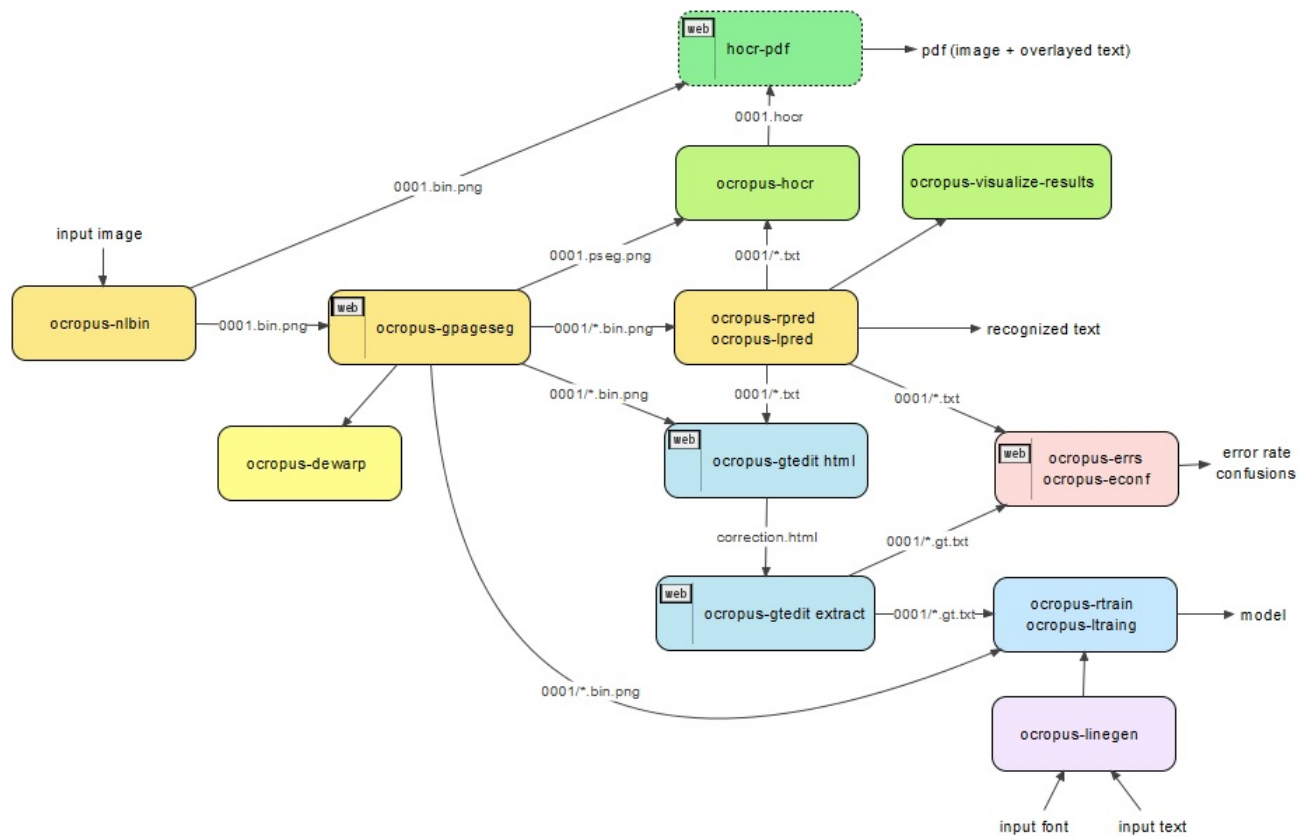 web
hocr-pdf
pdf (image + overlayed text)
0001.hocr
ocropus-hocr
ocropus-visualize-results
0001.bin.png
input image
0001.pseg.png
0001/*.txt
ocropus-nlbin
0001.bin.png
web
ocropus-gpageseg
0001/*.bin.png
ocropus-rpred
ocropus-lpred
recognized text
0001/*.bin.png
0001/*.txt
0001/*.txt
ocropus-dewarp
web
ocropus-gtedit html
web
ocropus-errs
ocropus-econf
error rate
confusions
correction.html
0001/*.gt.txt
web
ocropus-gtedit extract
0001/*.gt.txt
ocropus-rtrain
ocropus-ltraing
model
0001/*.bin.png
ocropus-linegen
input font
input text